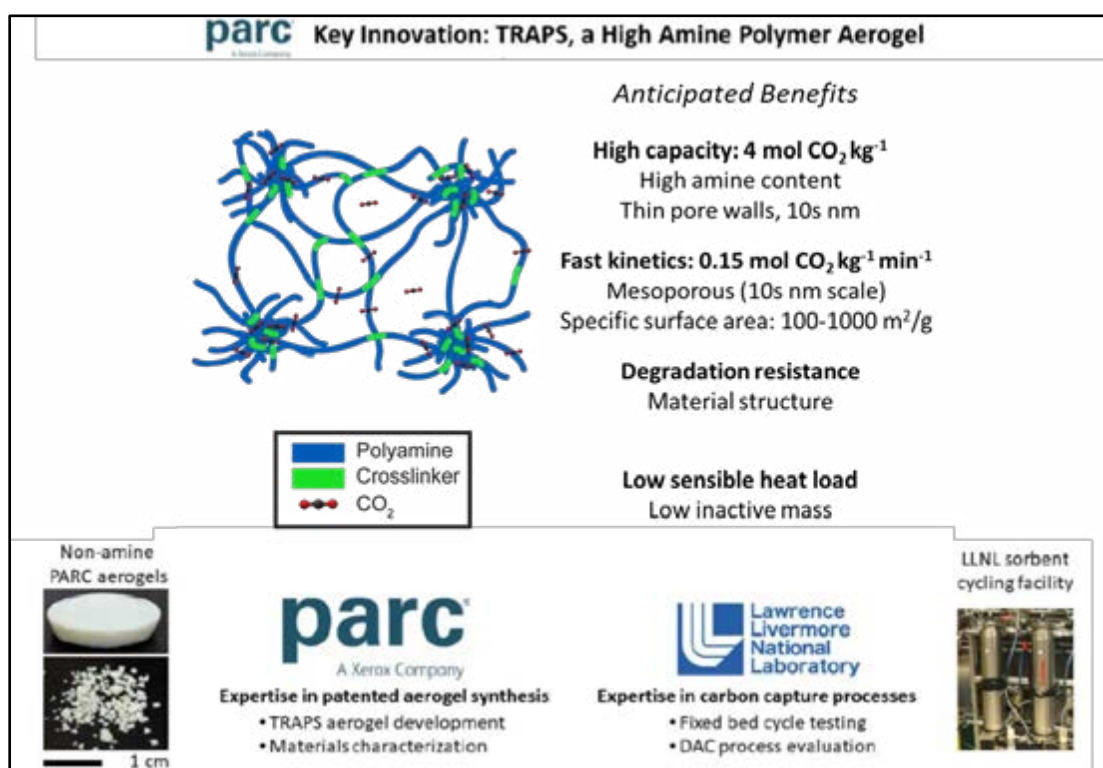 parc
A Xerox Company
Key Innovation: TRAPS, a High Amine Polymer Aerogel
Anticipated Benefits
High capacity: 4 mol CO₂ kg⁻¹
High amine content
Thin pore walls, 10s nm
Fast kinetics: 0.15 mol CO₂ kg⁻¹ min⁻¹
Mesoporous (10s nm scale)
Specific surface area: 100-1000 m²/g
Degradation resistance
Material structure
Low sensible heat load
Low inactive mass
Polyamine
Crosslinker
CO₂
Non-amine
PARC aerogels
1 cm
parc®
A Xerox Company
Expertise in patented aerogel synthesis
• TRAPS aerogel development
• Materials characterization
Lawrence
Livermore
National
Laboratory
Expertise in carbon capture processes
• Fixed bed cycle testing
• DAC process evaluation
LLNL sorbent
cycling facility